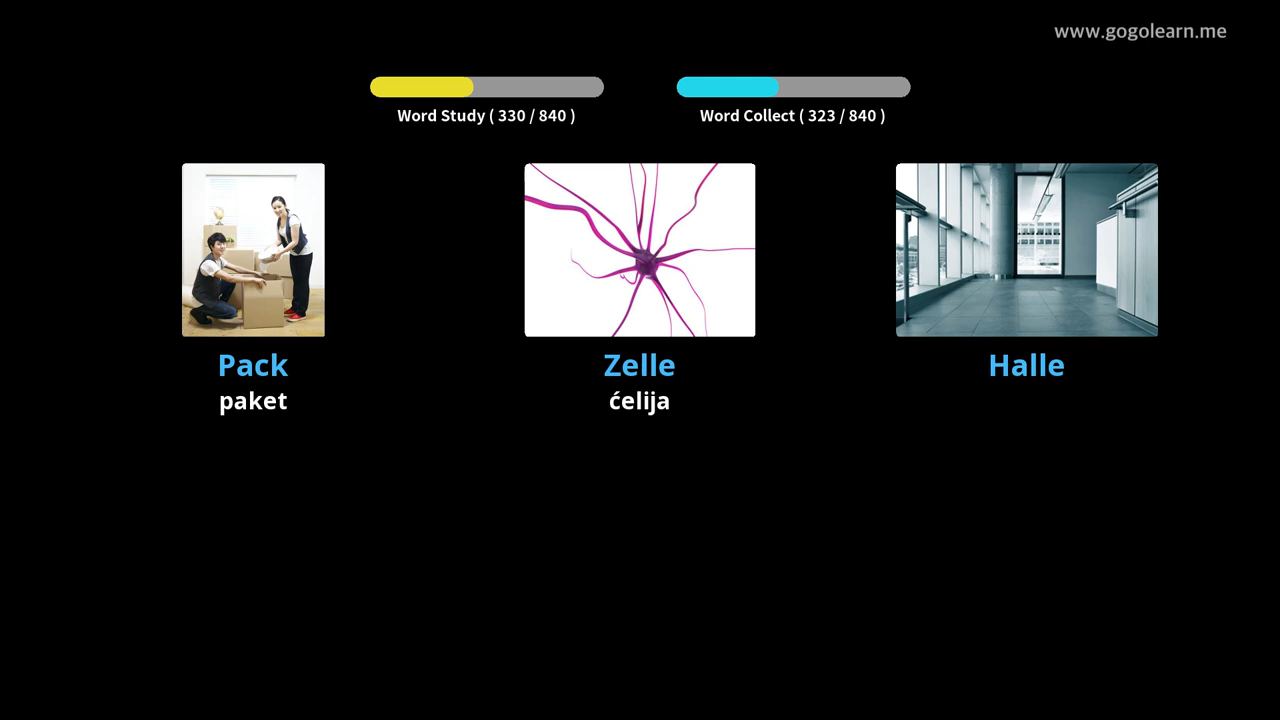 www.gogolearn.me
Word Study ( 330 / 840 )
Word Collect ( 323 / 840 )
Pack
paket
Zelle
ćelija
Halle